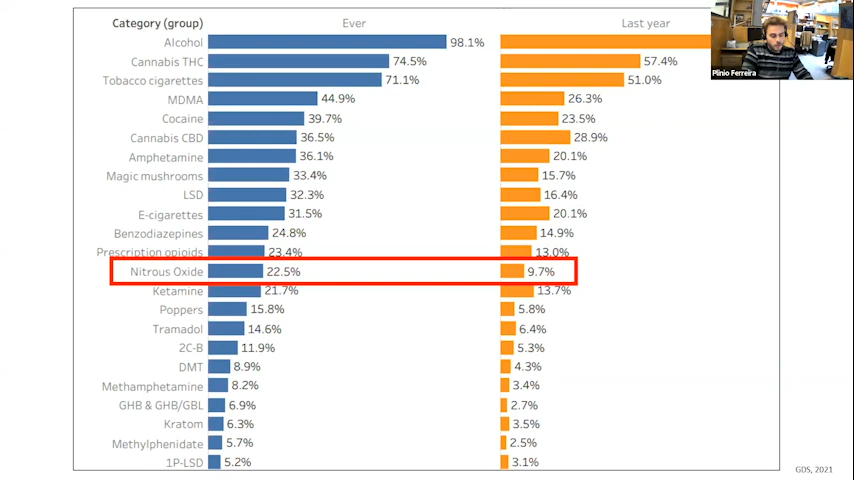 Category (group) Ever Last year
Alcohol 98.1%
Cannabis THC 74.5% 57.4%
Tobacco cigarettes 71.1% 51.0%
MDMA 44.9% 26.3%
Cocaine 39.7% 23.5%
Cannabis CBD 36.5% 28.9%
Amphetamine 36.1% 20.1%
Magic mushrooms 33.4% 15.7%
LSD 32.3% 16.4%
E-cigarettes 31.5% 20.1%
Benzodiazepines 24.8% 14.9%
Prescription opioids 23.4% 13.0%
Nitrous Oxide 22.5% 9.7%
Ketamine 21.7% 13.7%
Poppers 15.8% 5.8%
Tramadol 14.6% 6.4%
2C-B 11.9% 5.3%
DMT 8.9% 4.3%
Methamphetamine 8.2% 3.4%
GHB & GHB/GBL 6.9% 2.7%
Kratom 6.3% 3.5%
Methylphenidate 5.7% 2.5%
1P-LSD 5.2% 3.1%
Plinio Ferreira
GDS, 2021